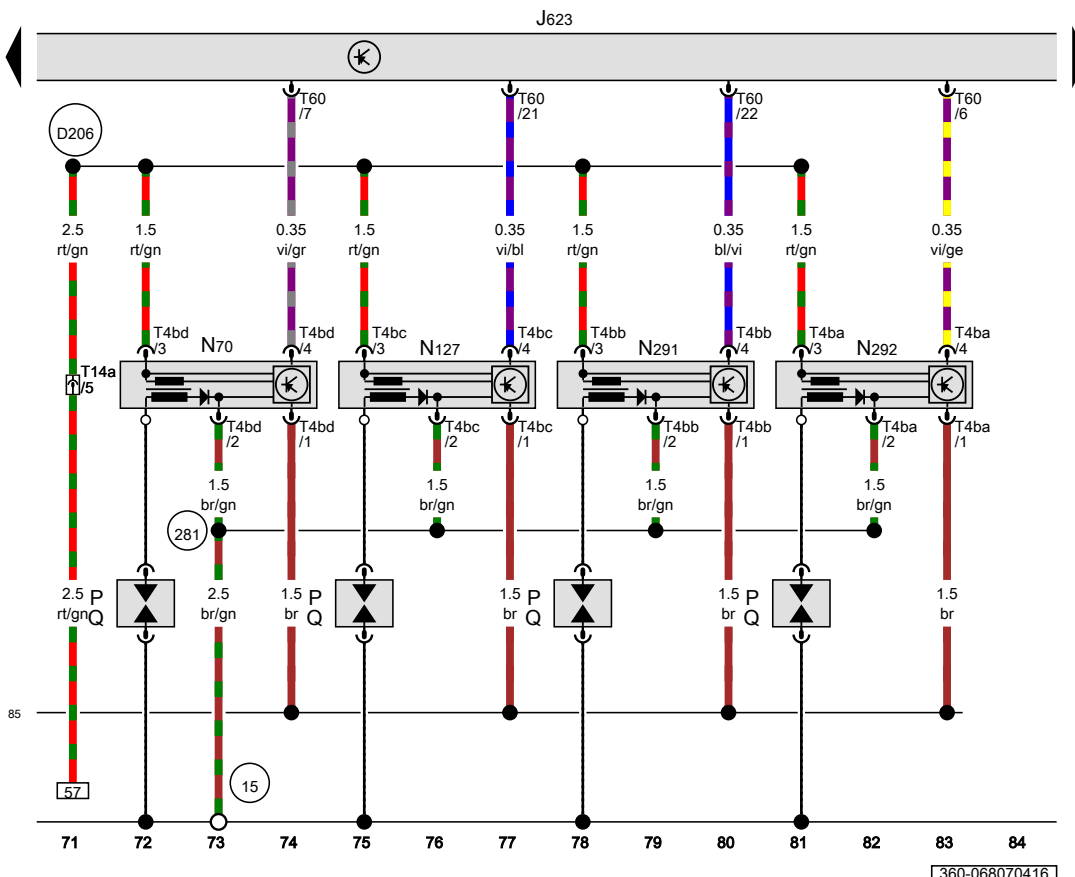 J623
T60 /7
T60 /21
T60 /22
T60 /6
D206
2.5 rt/gn
1.5 rt/gn
0.35 vi/gr
1.5 rt/gn
0.35 vi/bl
1.5 rt/gn
0.35 bl/vi
1.5 rt/gn
0.35 vi/ge
T4bd /3
N70
T4bd /4
T4bc /3
N127
T4bc /4
T4bb /3
N291
T4bb /4
T4ba /3
N292
T4ba /4
T14a /5
T4bd /2
T4bd /1
T4bc /2
T4bc /1
T4bb /2
T4bb /1
T4ba /2
T4ba /1
1.5 br/gn
1.5 br/gn
1.5 br/gn
1.5 br/gn
281
2.5 rt/gn
P Q
2.5 br/gn
1.5 br
P Q
1.5 br
P Q
1.5 br
P Q
1.5 br
85
57
15
71 72 73 74 75 76 77 78 79 80 81 82 83 84
360-068070416